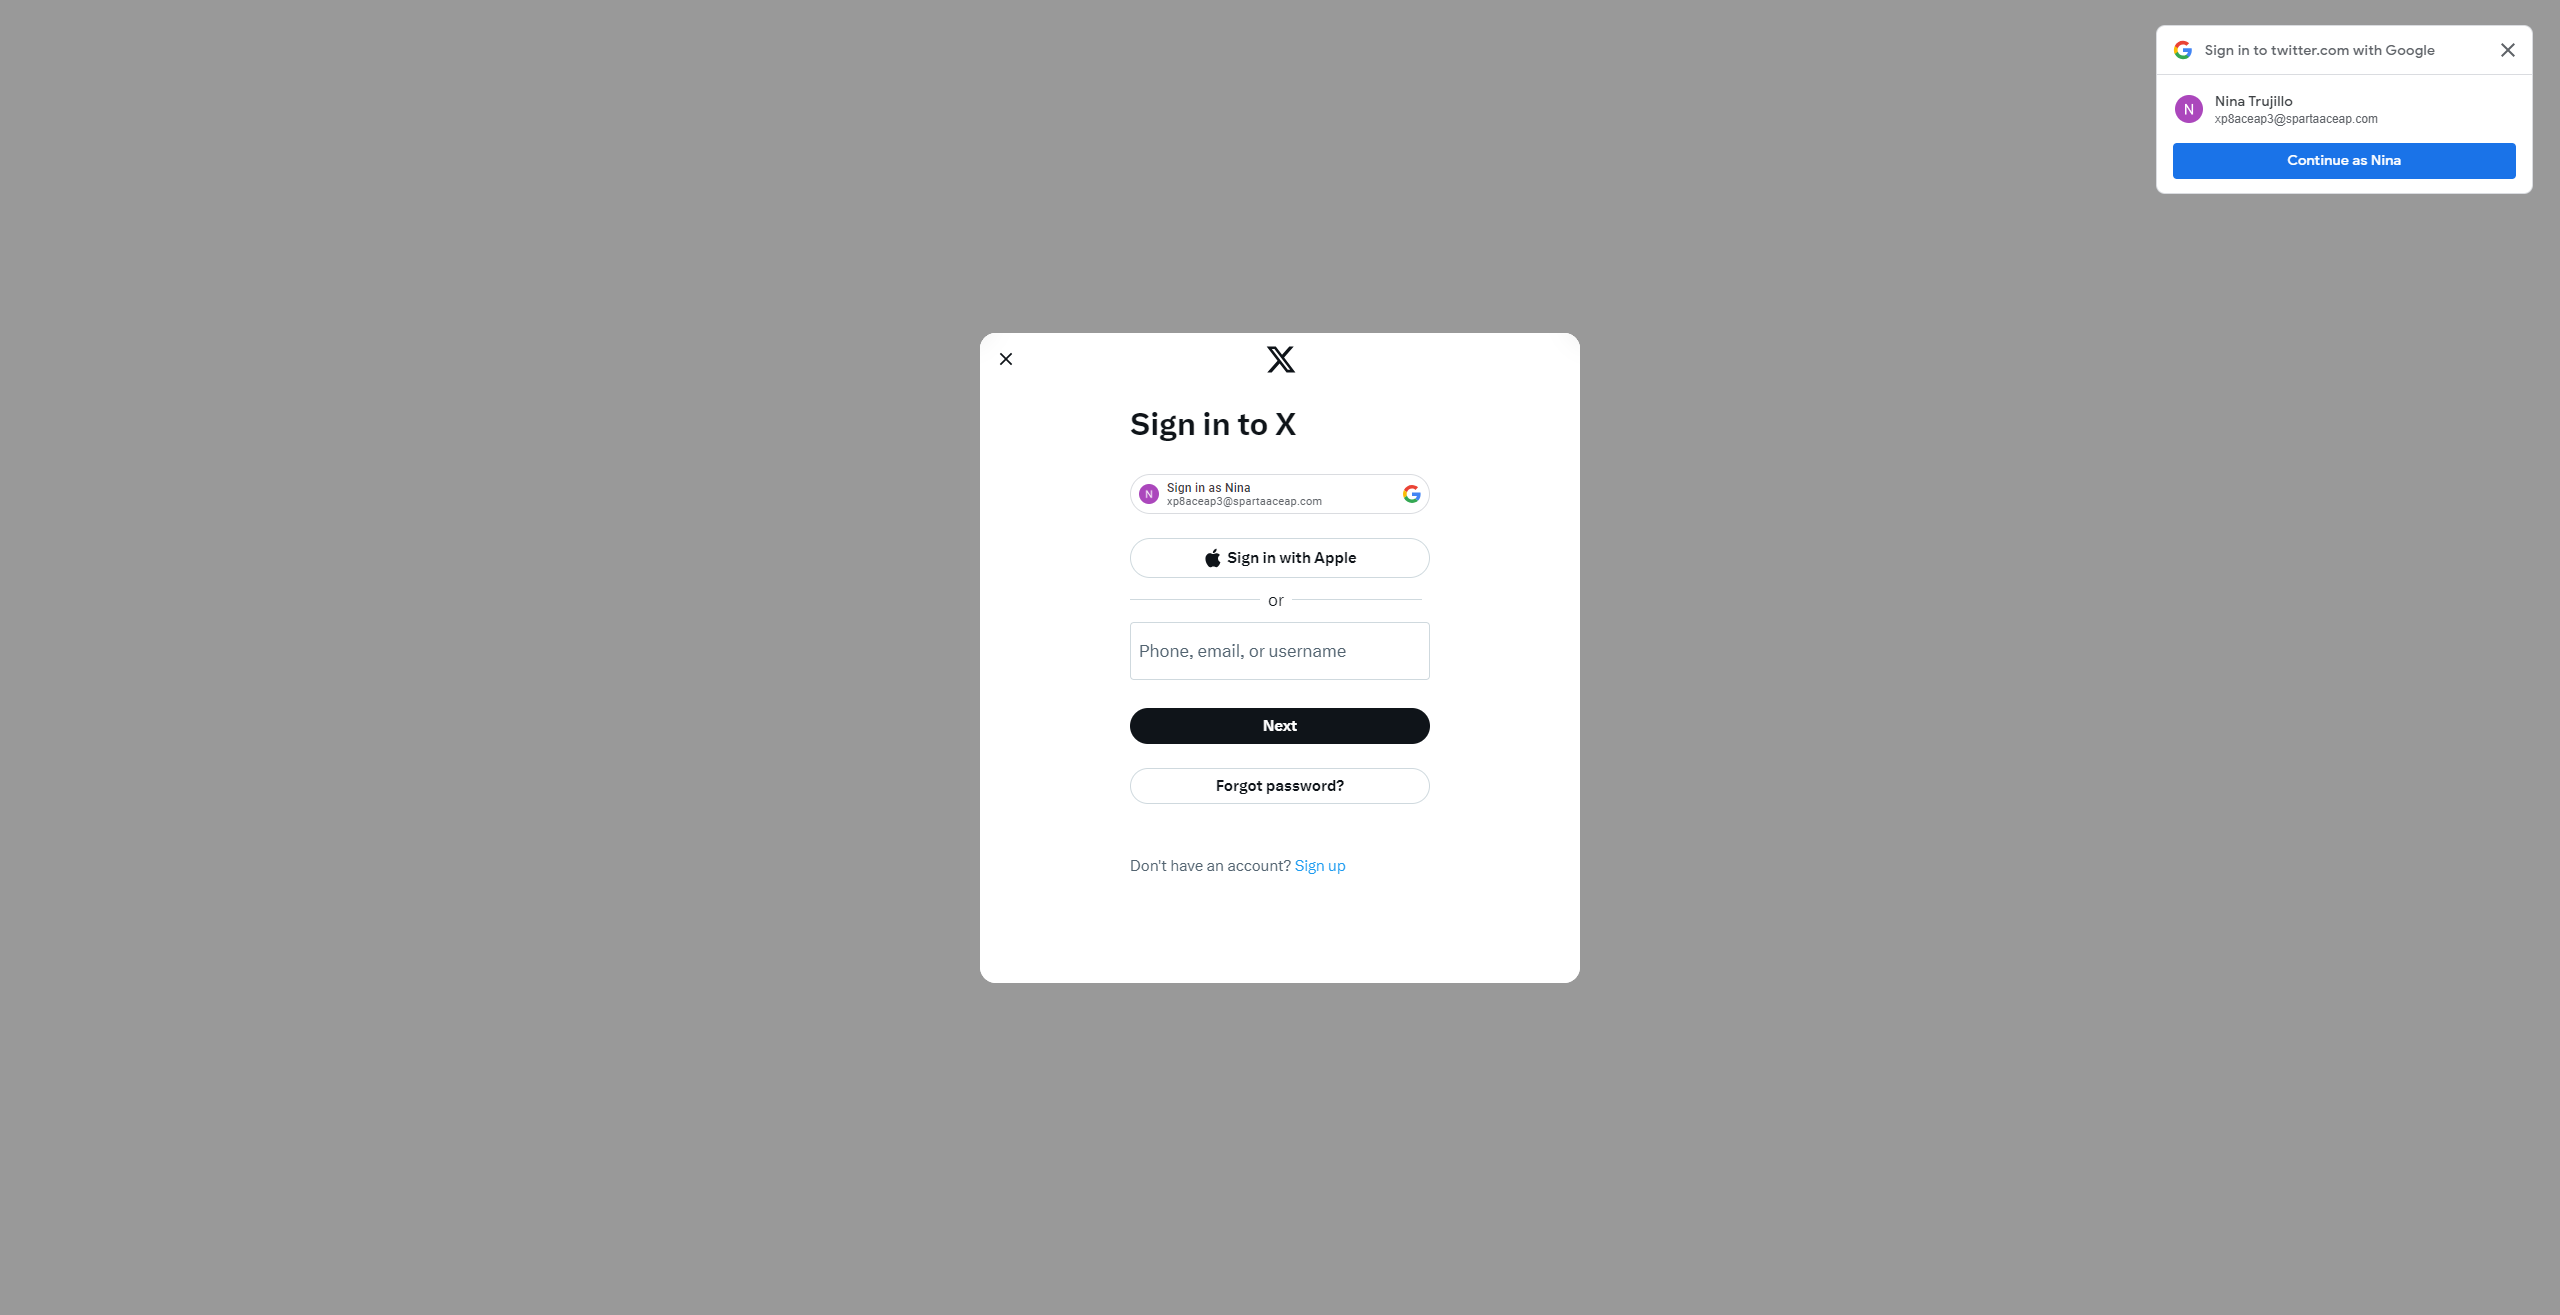 Sign in to twitter.com with Google
N
Nina Trujillo
xp8aceap3@spartaaceap.com
Continue as Nina
Sign in to X
N
Sign in as Nina
xp8aceap3@spartaaceap.com
Sign in with Apple
or
Phone, email, or username
Next
Forgot password?
Don't have an account? Sign up